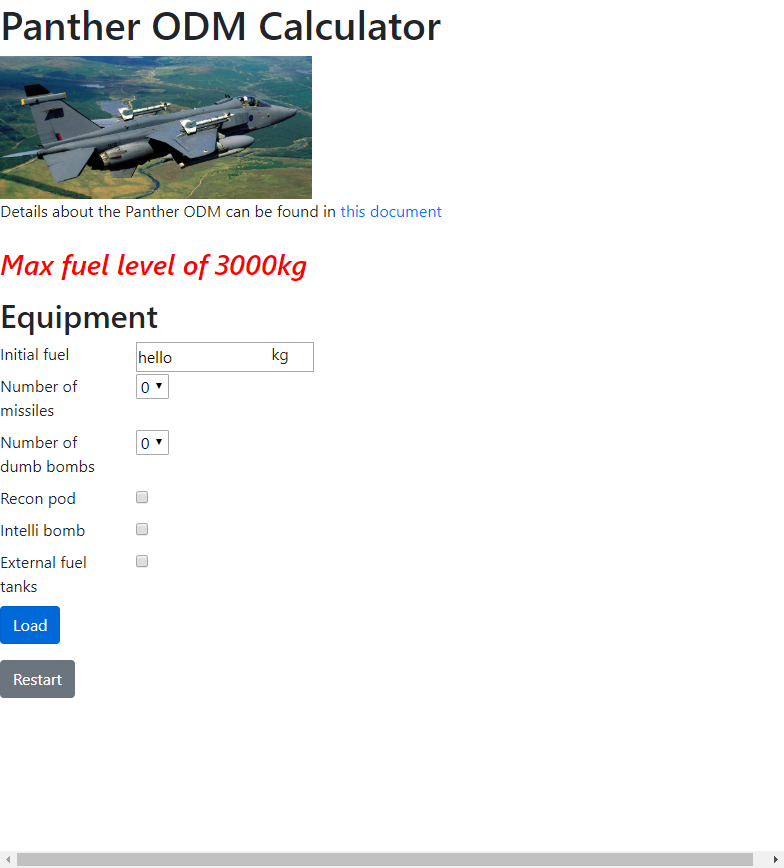 Panther ODM Calculator
Details about the Panther ODM can be found in this document
Max fuel level of 3000kg
Equipment
Initial fuel hello kg
Number of 0
missiles
Number of 0
dumb bombs
Recon pod
Intelli bomb
External fuel
tanks
Load
Restart